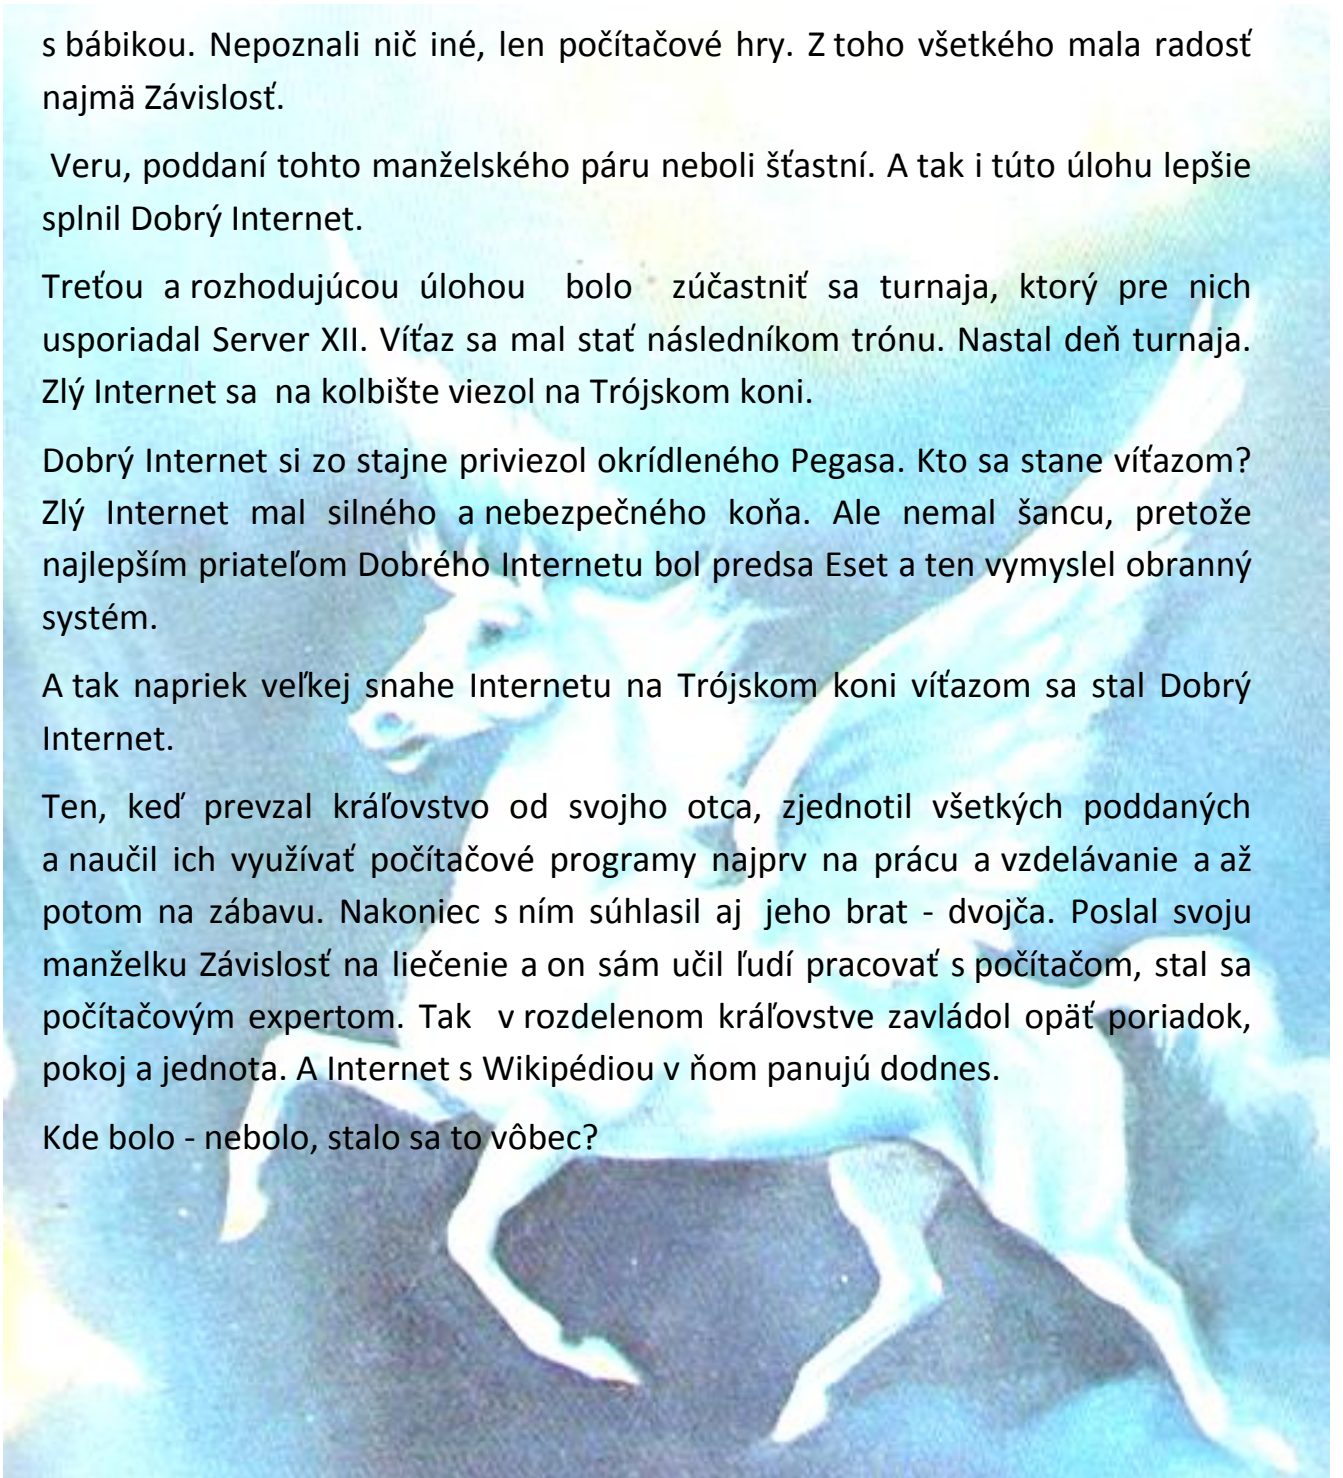 s bábikou. Nepoznali nič iné, len počítačové hry. Z toho všetkého mala radosť
najmä Závislosť.
Veru, poddaní tohto manželského páru neboli šťastní. A tak i túto úlohu lepšie
splnil Dobrý Internet.
Treťou a rozhodujúcou úlohou bolo zúčastniť sa turnaja, ktorý pre nich
usporiadal Server XII. Víťaz sa mal stať následníkom trónu. Nastal deň turnaja.
Zlý Internet sa na kolbište viezol na Trójskom koni.
Dobrý Internet si zo stajne priviezol okrídleného Pegasa. Kto sa stane víťazom?
Zlý Internet mal silného a nebezpečného koňa. Ale nemal šancu, pretože
najlepším priateľom Dobrého Internetu bol predsa Eset a ten vymyslel obranný
systém.
A tak napriek veľkej snahe Internetu na Trójskom koni víťazom sa stal Dobrý
Internet.
Ten, keď prevzal kráľovstvo od svojho otca, zjednotil všetkých poddaných
a naučil ich využívať počítačové programy najprv na prácu a vzdelávanie a až
potom na zábavu. Nakoniec s ním súhlasil aj jeho brat - dvojča. Poslal svoju
manželku Závislosť na liečenie a on sám učil ľudí pracovať s počítačom, stal sa
počítačovým expertom. Tak v rozdelenom kráľovstve zavládol opäť poriadok,
pokoj a jednota. A Internet s Wikipédiou v ňom panujú dodnes.
Kde bolo - nebolo, stalo sa to vôbec?